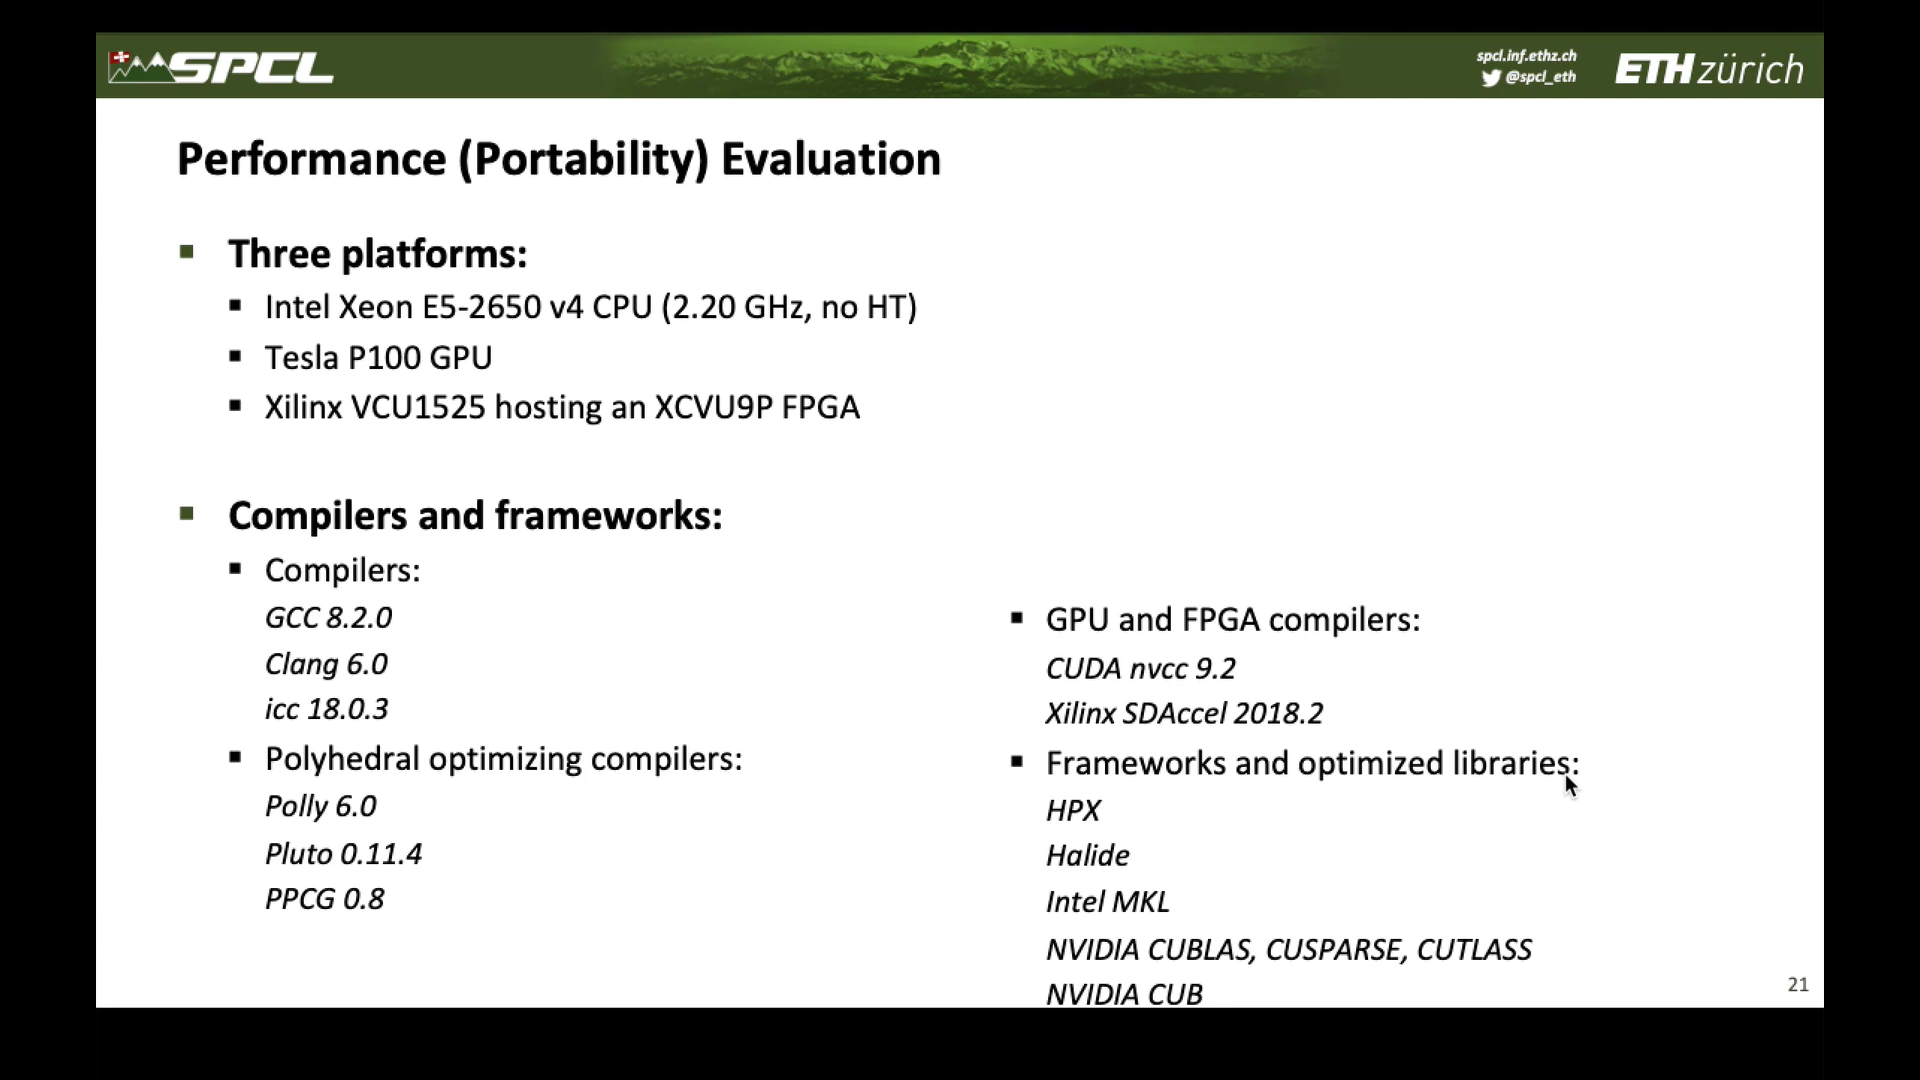 SPCL
spcl.inf.ethz.ch
@spcl_eth
ETH zürich
Performance (Portability) Evaluation
Three platforms:
Intel Xeon E5-2650 v4 CPU (2.20 GHz, no HT)
Tesla P100 GPU
Xilinx VCU1525 hosting an XCVU9P FPGA
Compilers and frameworks:
Compilers:
GCC 8.2.0
Clang 6.0
icc 18.0.3
Polyhedral optimizing compilers:
Polly 6.0
Pluto 0.11.4
PPCG 0.8
GPU and FPGA compilers:
CUDA nvcc 9.2
Xilinx SDAccel 2018.2
Frameworks and optimized libraries:
HPX
Halide
Intel MKL
NVIDIA CUBLAS, CUSPARSE, CUTLASS
NVIDIA CUB
21